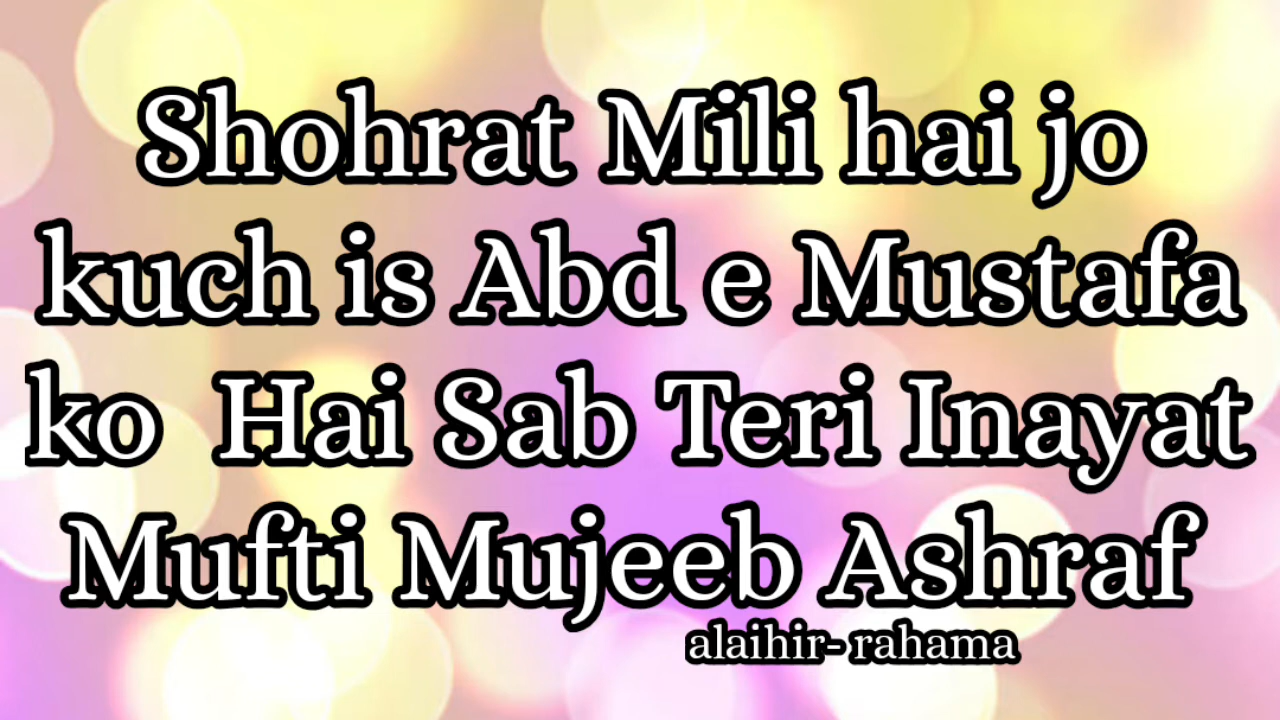 Shohrat Mili hai jo
kuch is Abd e Mustafa
ko  Hai Sab Teri Inayat
Mufti Mujeeb Ashraf
alaihir- rahama